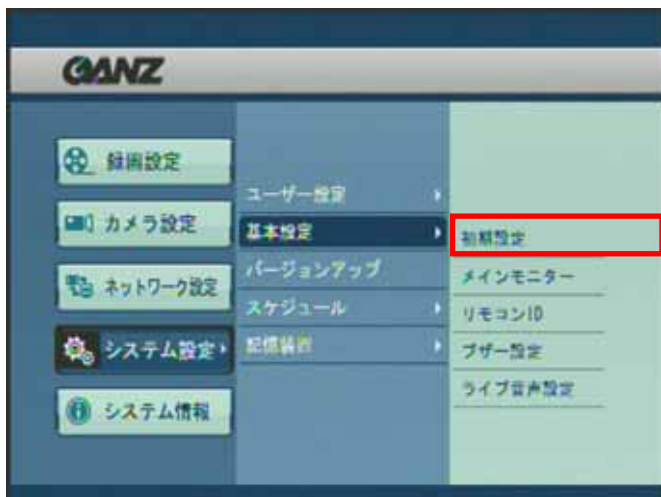 GANZ
録画設定
カメラ設定
ネットワーク設定
システム設定
システム情報
ユーザー設定
基本設定
バージョンアップ
スケジュール
記憶装置
初期設定
メインモニター
リモコンID
ブザー設定
ライブ音声設定